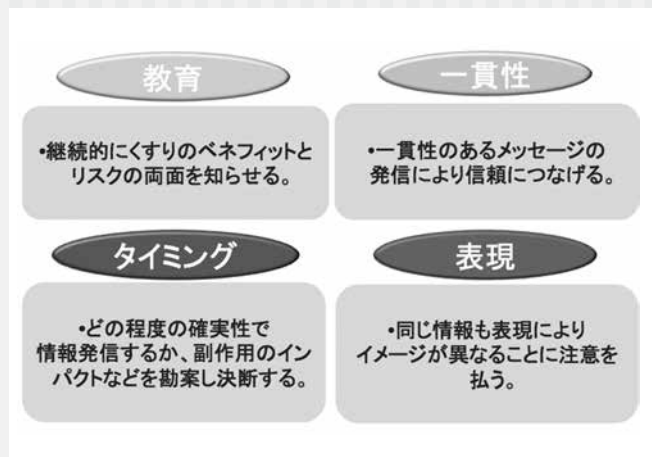 教育
・継続的にくすりのベネフィットと
リスクの両面を知らせる。
一貫性
・一貫性のあるメッセージの
発信により信頼につなげる。
タイミング
・どの程度の確実性で
情報発信するか、副作用のイン
パクトなどを勘案し決断する。
表現
・同じ情報も表現により
イメージが異なることに注意を
払う。